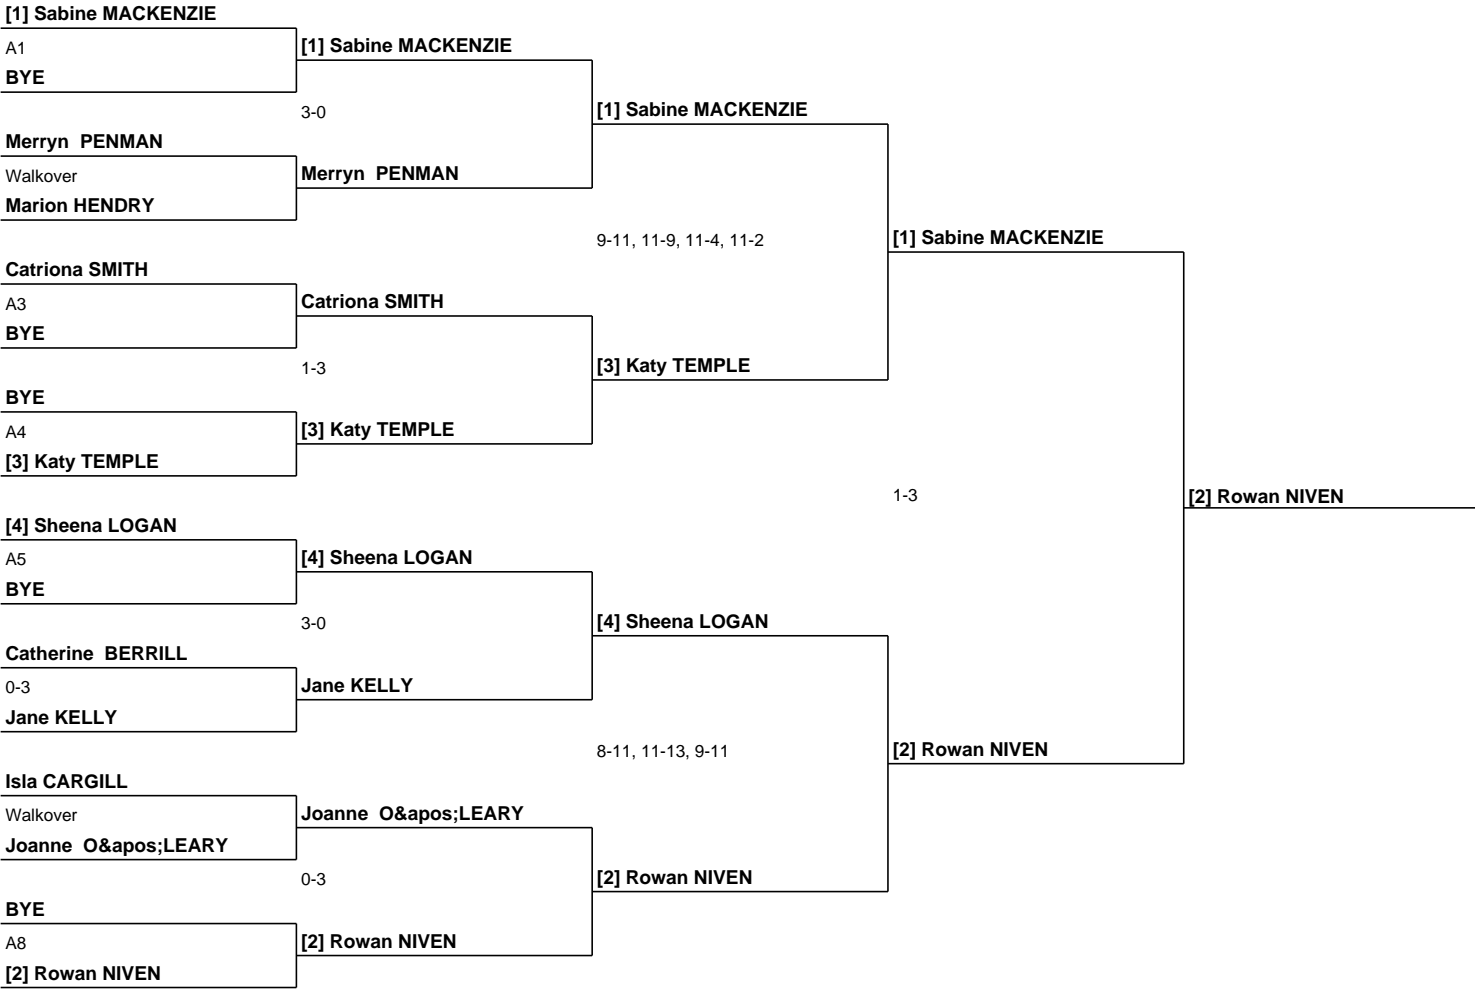 [1] Sabine MACKENZIE
A1
BYE
[1] Sabine MACKENZIE
3-0
Merryn  PENMAN
Walkover
Marion HENDRY
Merryn  PENMAN
[1] Sabine MACKENZIE
9-11, 11-9, 11-4, 11-2
Catriona SMITH
A3
BYE
Catriona SMITH
1-3
BYE
A4
[3] Katy TEMPLE
[3] Katy TEMPLE
[3] Katy TEMPLE
[1] Sabine MACKENZIE
1-3
[2] Rowan NIVEN
[4] Sheena LOGAN
A5
BYE
[4] Sheena LOGAN
3-0
Catherine  BERRILL
0-3
Jane KELLY
Jane KELLY
[4] Sheena LOGAN
8-11, 11-13, 9-11
Isla CARGILL
Walkover
Joanne  O&apos;LEARY
Joanne  O&apos;LEARY
0-3
BYE
A8
[2] Rowan NIVEN
[2] Rowan NIVEN
[2] Rowan NIVEN
[2] Rowan NIVEN